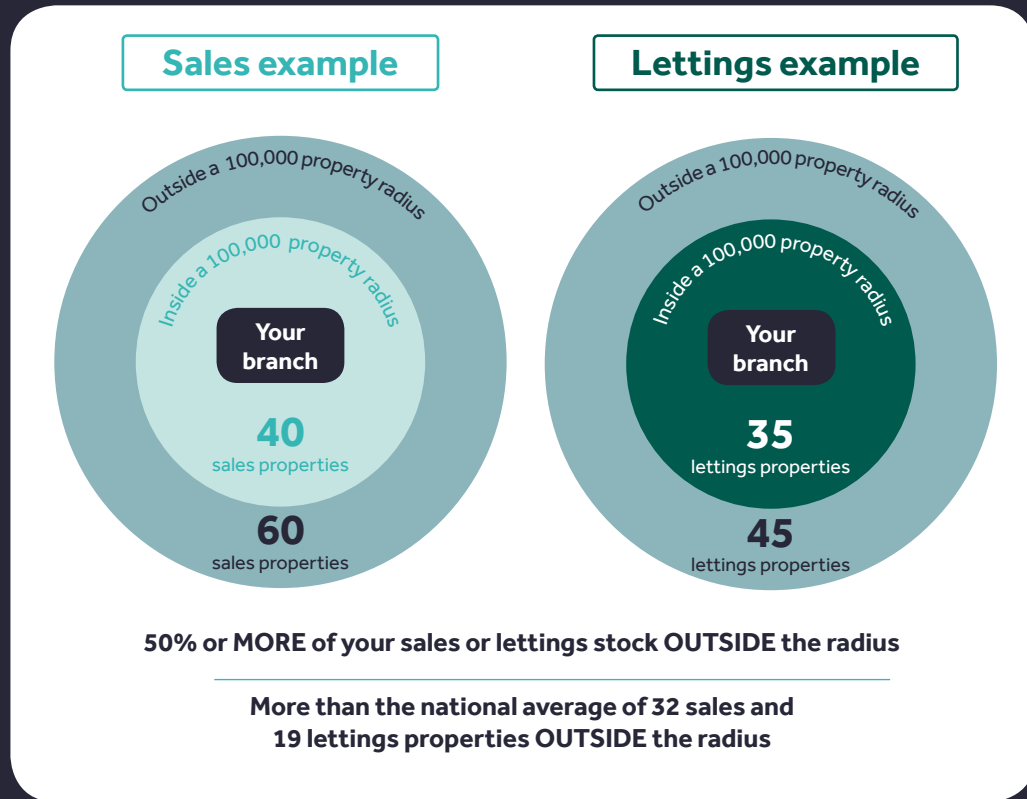 Sales example
Outside a 100,000 property radius
Inside a 100,000 property radius
Your
branch
40
sales properties
60
sales properties
Lettings example
Outside a 100,000 property radius
Inside a 100,000 property radius
Your
branch
35
lettings properties
45
lettings properties
50% or MORE of your sales or lettings stock OUTSIDE the radius
More than the national average of 32 sales and
19 lettings properties OUTSIDE the radius